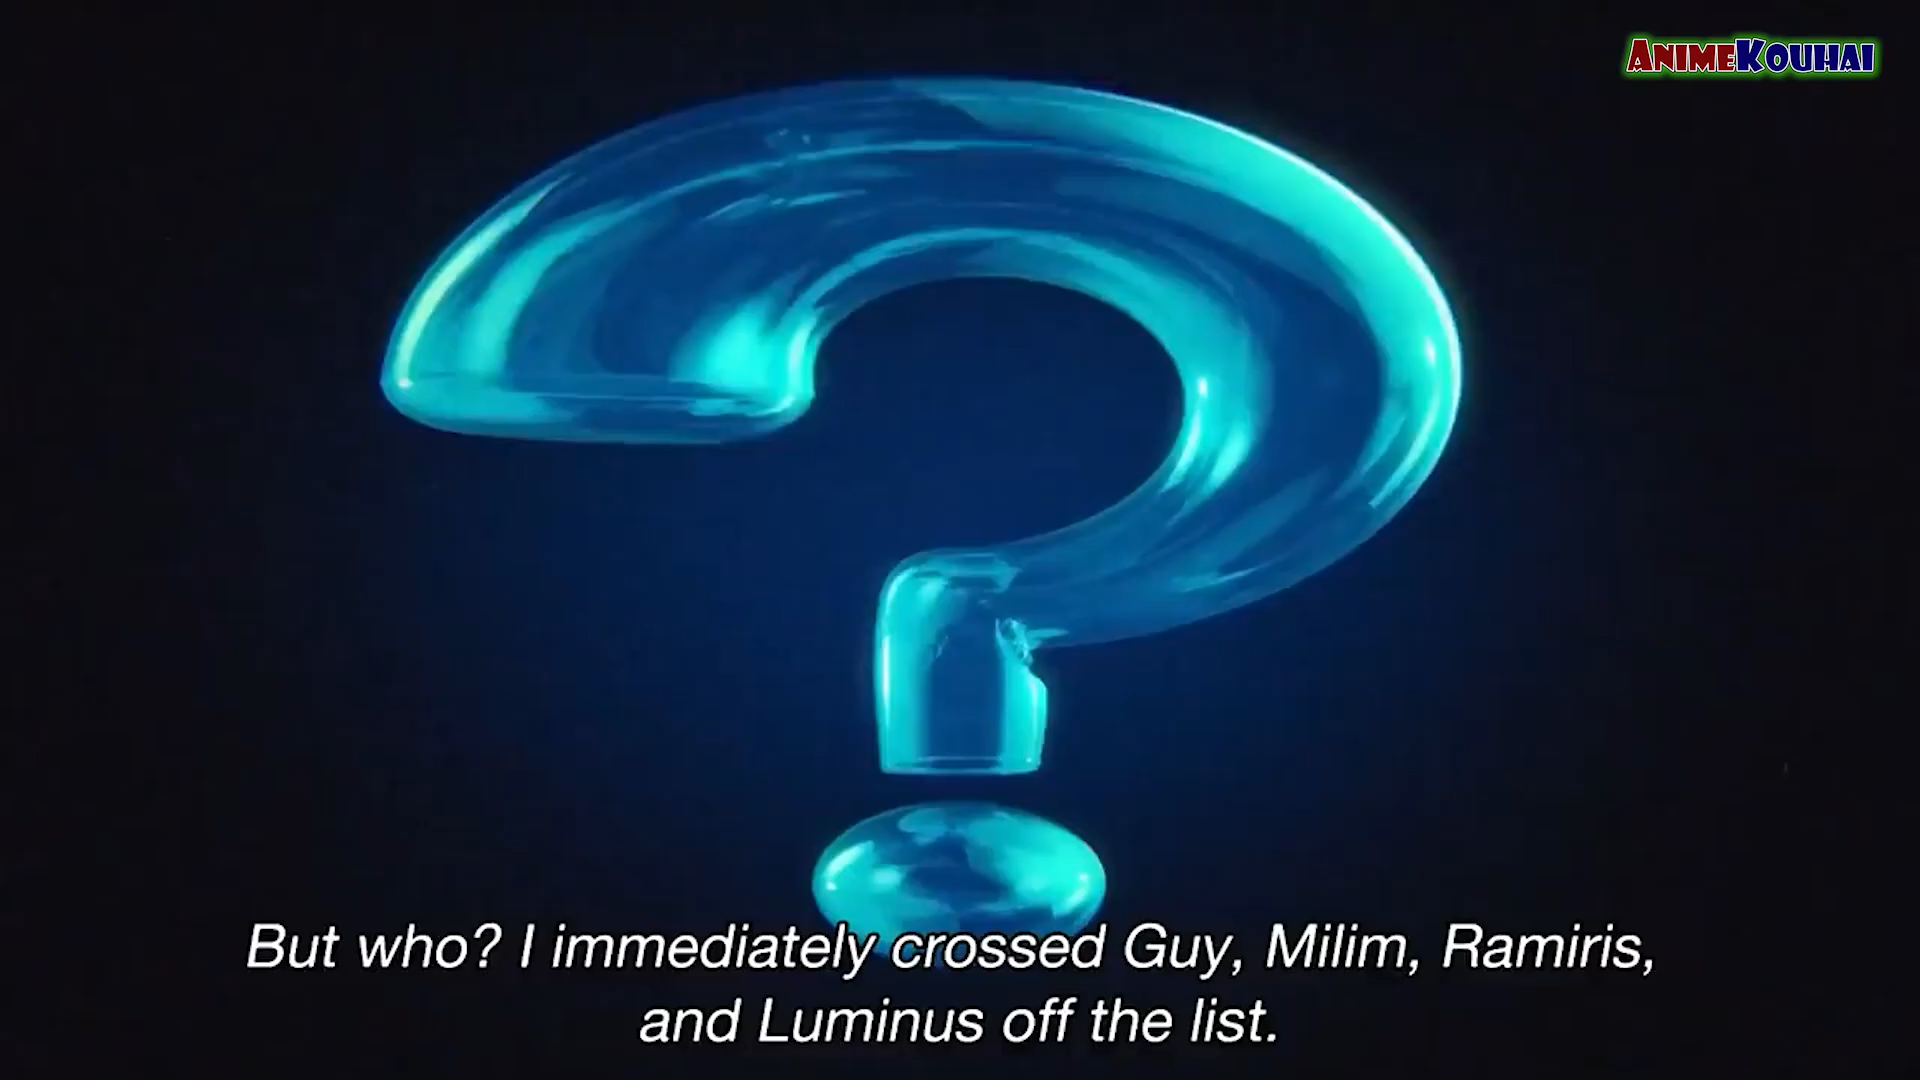 AnimeKouhai
But who? I immediately crossed Guy, Milim, Ramiris,
and Luminus off the list.